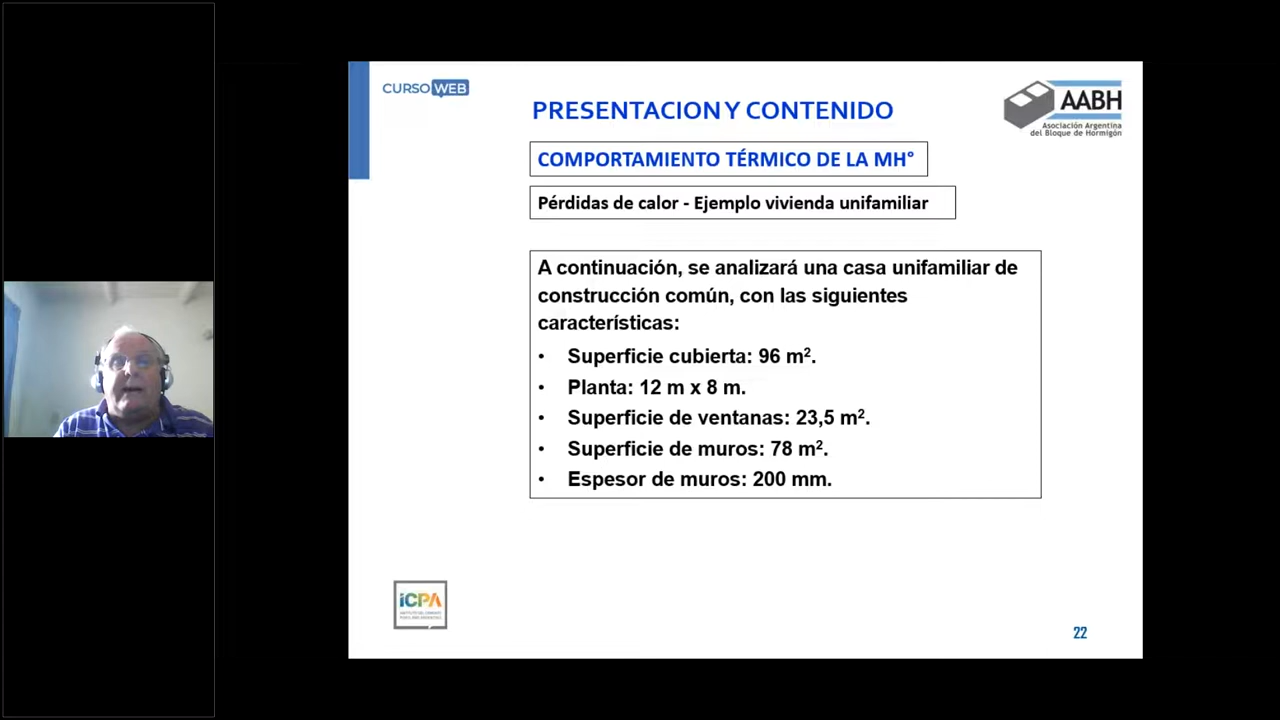 CURSO WEB
PRESENTACION Y CONTENIDO
AABH
Asociación Argentina
del Bloque de Hormigón
COMPORTAMIENTO TÉRMICO DE LA MH°
Pérdidas de calor - Ejemplo vivienda unifamiliar
A continuación, se analizará una casa unifamiliar de
construcción común, con las siguientes
características:
• Superficie cubierta: 96 m².
• Planta: 12 m x 8 m.
• Superficie de ventanas: 23,5 m².
• Superficie de muros: 78 m².
• Espesor de muros: 200 mm.
iCPA
22